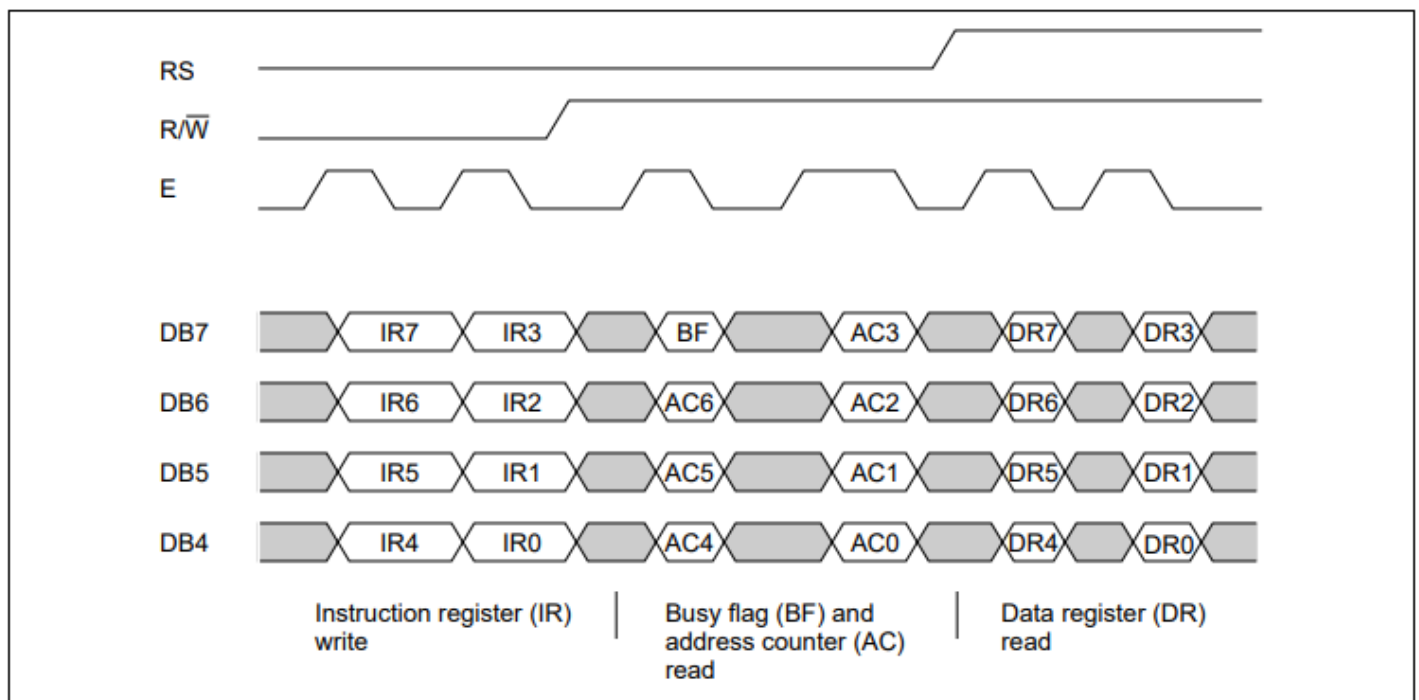 RS
R/W̅
E
DB7 IR7 IR3 BF AC3 DR7 DR3
DB6 IR6 IR2 AC6 AC2 DR6 DR2
DB5 IR5 IR1 AC5 AC1 DR5 DR1
DB4 IR4 IR0 AC4 AC0 DR4 DR0
Instruction register (IR)
write
Busy flag (BF) and
address counter (AC)
read
Data register (DR)
read